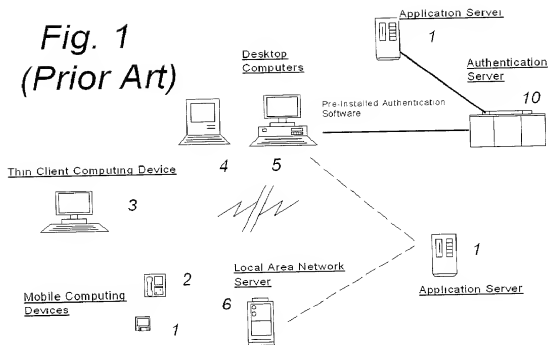 Fig. 1
(Prior Art)
Application Server
1
Desktop
Computers
Authentication
Server
10
Pre-Installed Authentication
Software
4
5
Thin Client Computing Device
3
1
Application Server
Local Area Network
Server
6
2
Mobile Computing
Devices
1